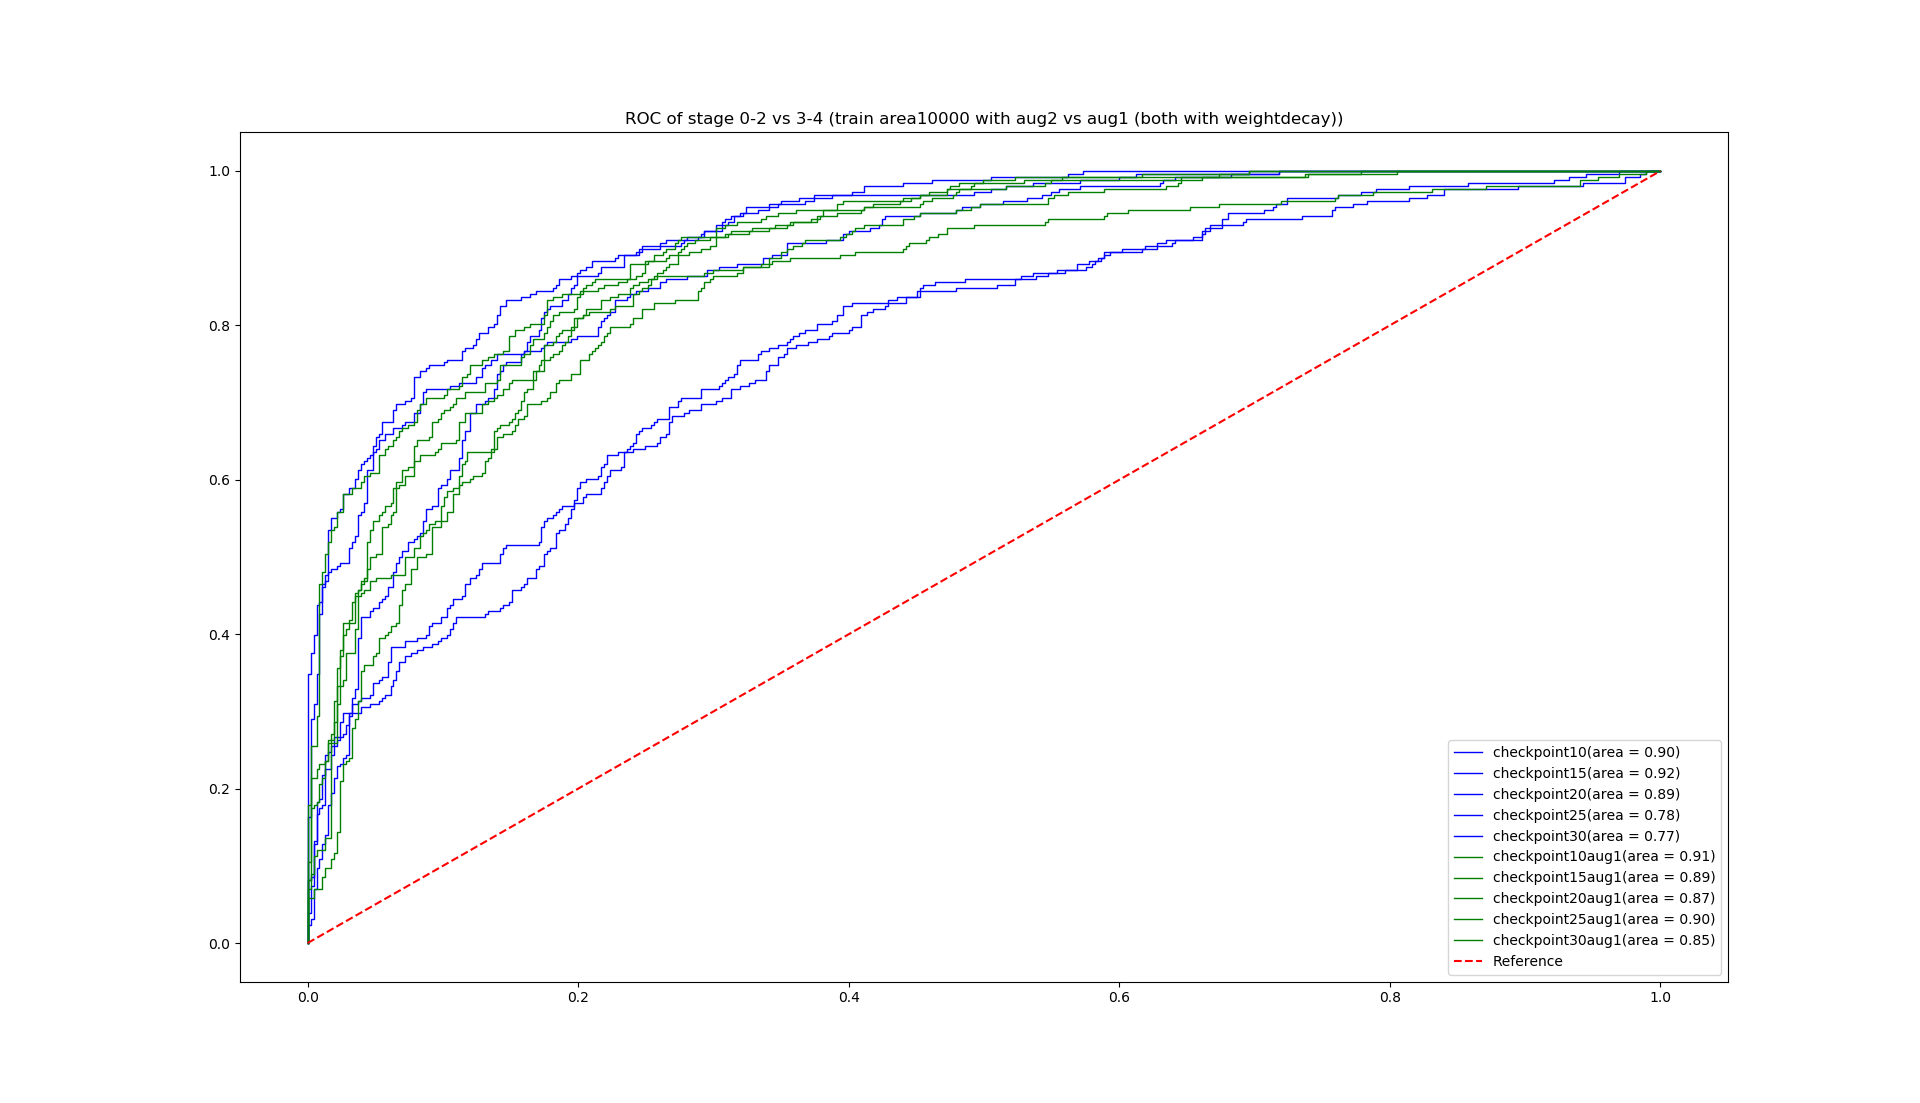 ROC of stage 0-2 vs 3-4 (train area10000 with aug2 vs aug1 (both with weightdecay))
1.0
0.8
0.6
0.4
0.2
0.0
0.0 0.2 0.4 0.6 0.8 1.0
checkpoint10(area = 0.90)
checkpoint15(area = 0.92)
checkpoint20(area = 0.89)
checkpoint25(area = 0.78)
checkpoint30(area = 0.77)
checkpoint10aug1(area = 0.91)
checkpoint15aug1(area = 0.89)
checkpoint20aug1(area = 0.87)
checkpoint25aug1(area = 0.90)
checkpoint30aug1(area = 0.85)
Reference